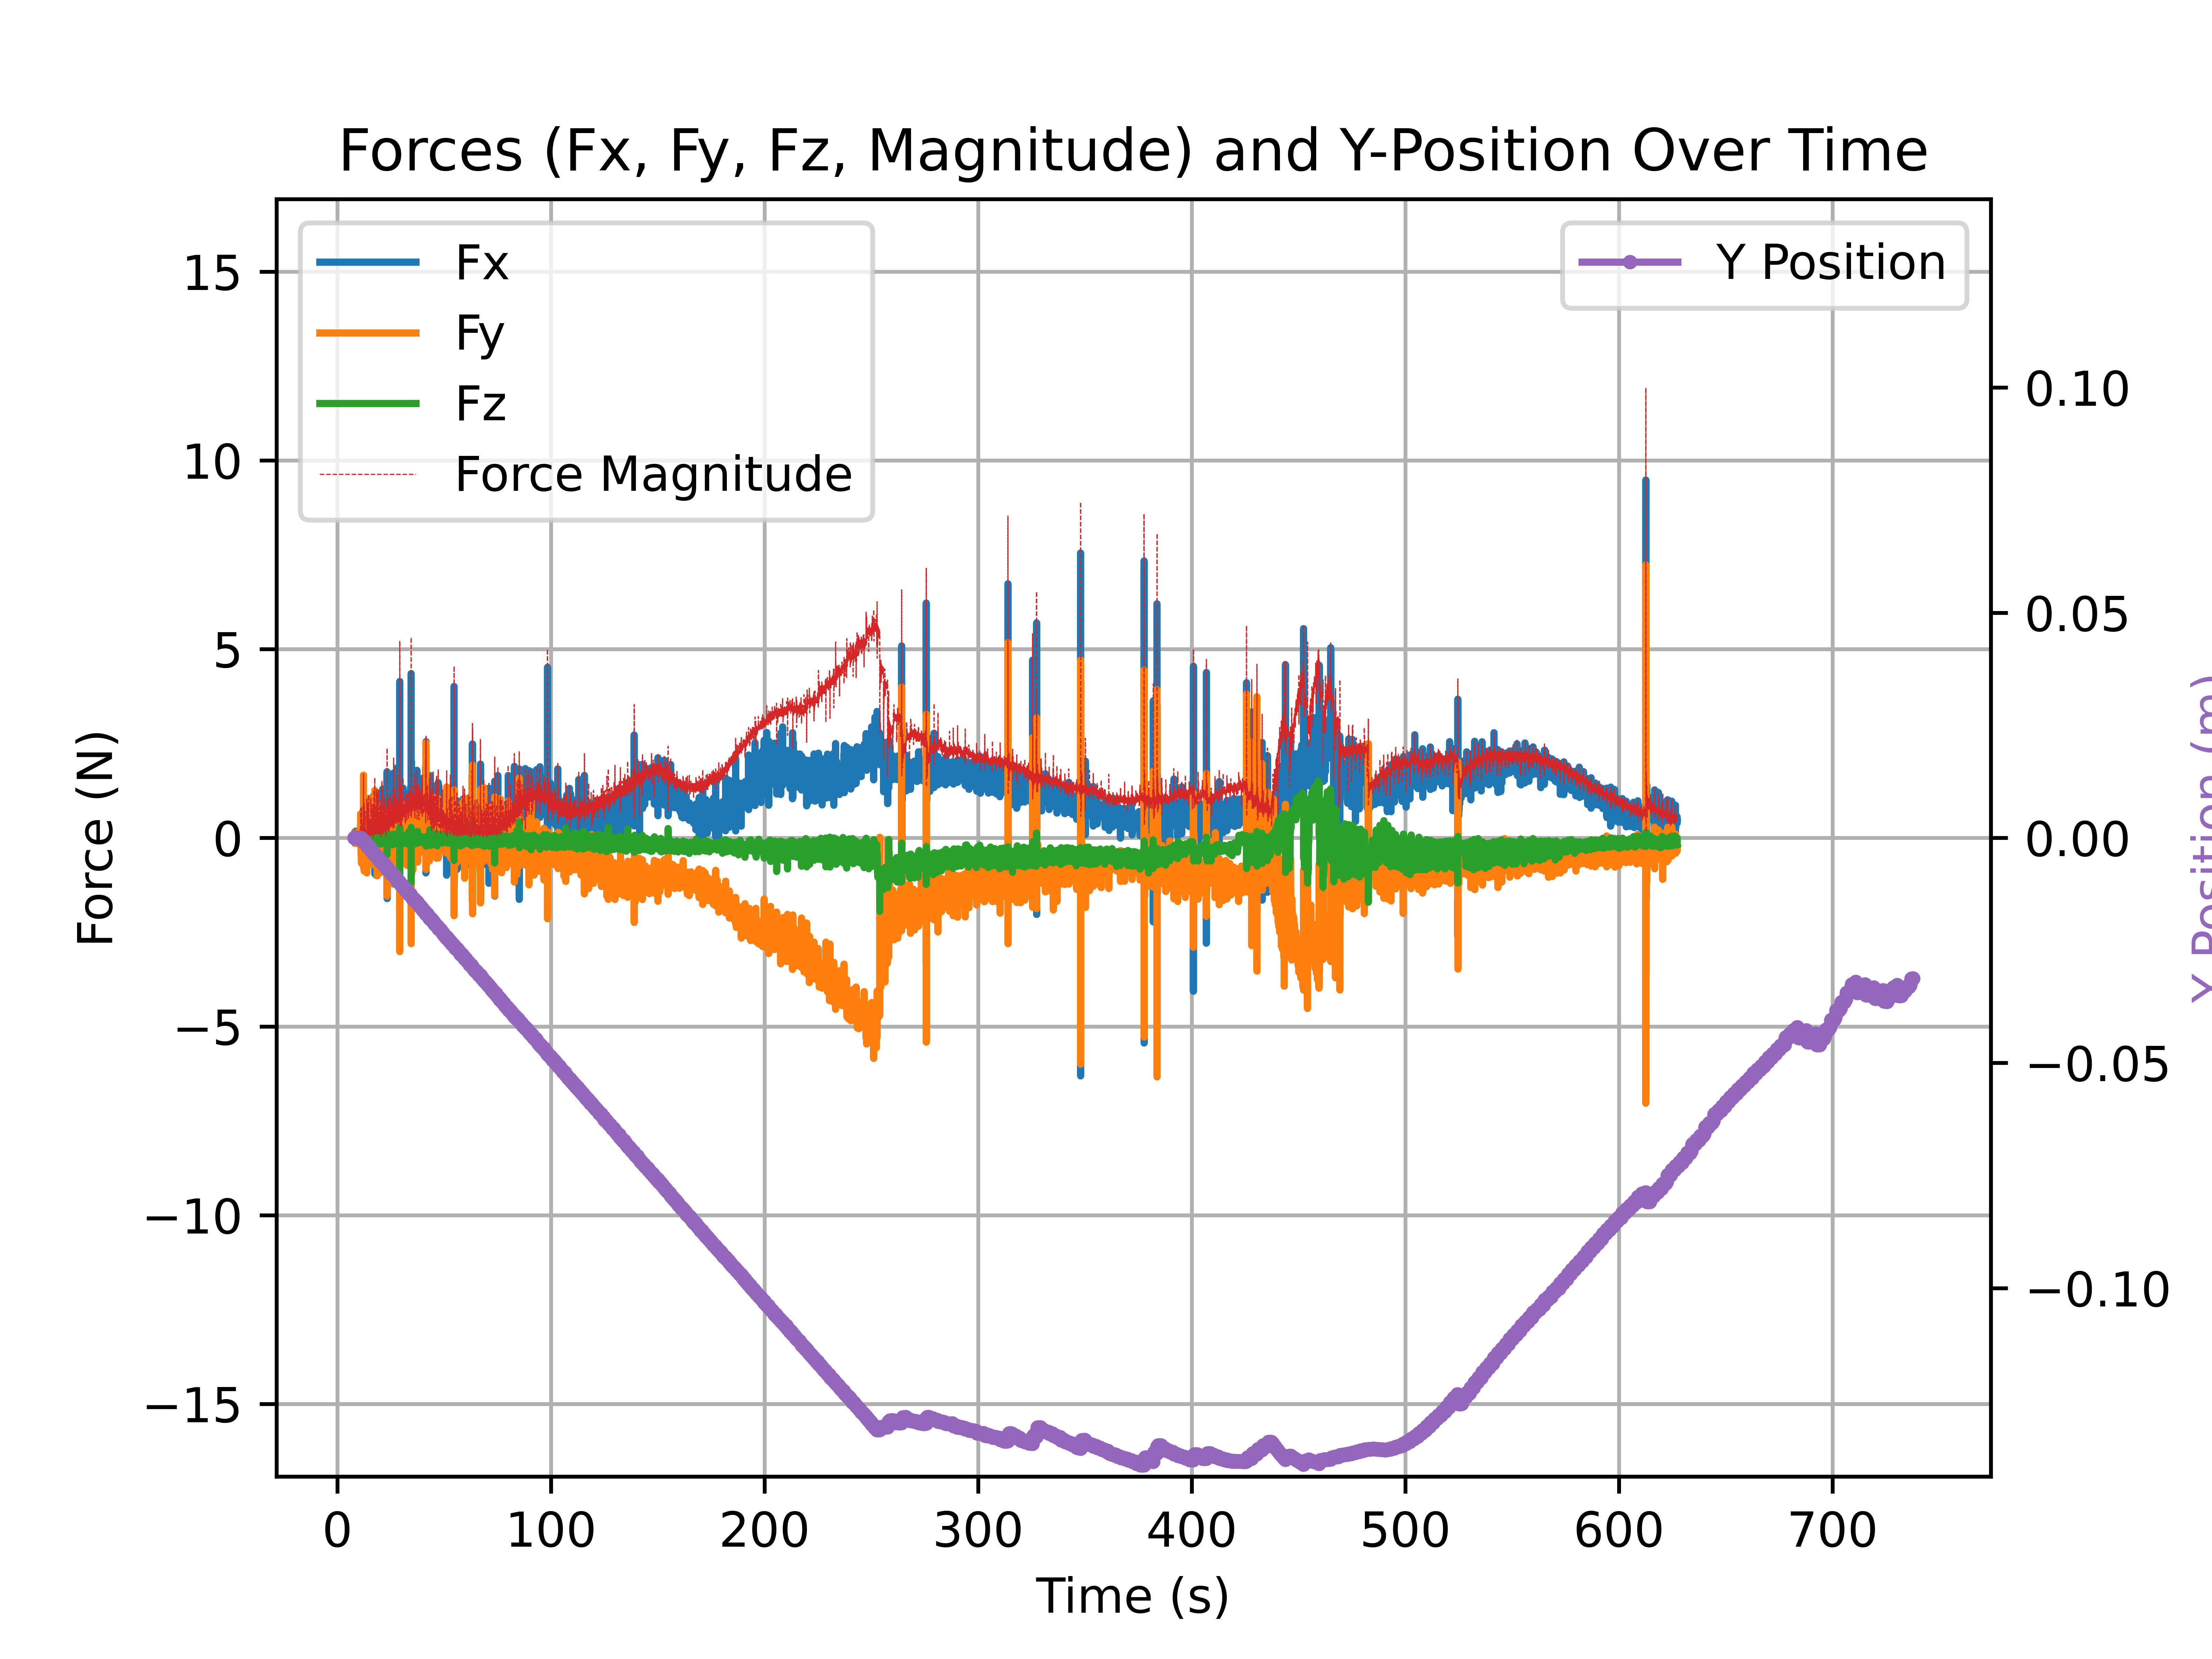 Forces (Fx, Fy, Fz, Magnitude) and Y-Position Over Time
Fx
Fy
Fz
Force Magnitude
Y Position
15
10
5
0
−5
−10
−15
Force (N)
0.10
0.05
0.00
−0.05
−0.10
Y Position (m)
0 100 200 300 400 500 600 700
Time (s)